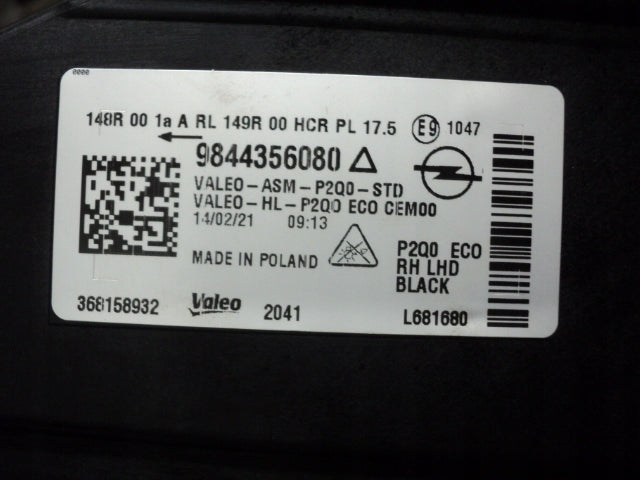 0000
148R 00 1a A RL 149R 00 HCR PL 17.5 E9 1047
9844356080
VALEO-ASM-P2Q0-STD
VALEO-HL-P2QO ECO CEM00
14/02/21 09:13
MADE IN POLAND
P2Q0 ECO
RH LHD
BLACK
368158932 Valeo 2041 L681680